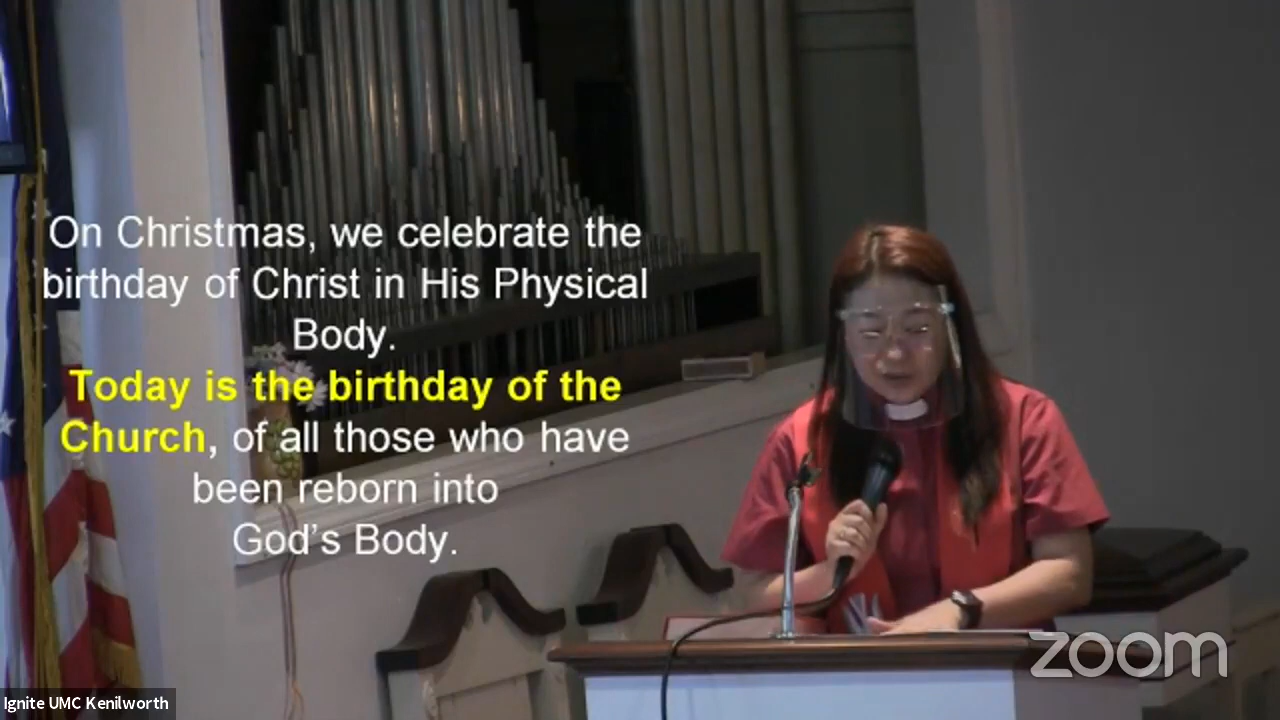 On Christmas, we celebrate the
birthday of Christ in His Physical
Body.
Today is the birthday of the
Church, of all those who have
been reborn into
God's Body.
zoom
Ignite UMC Kenilworth